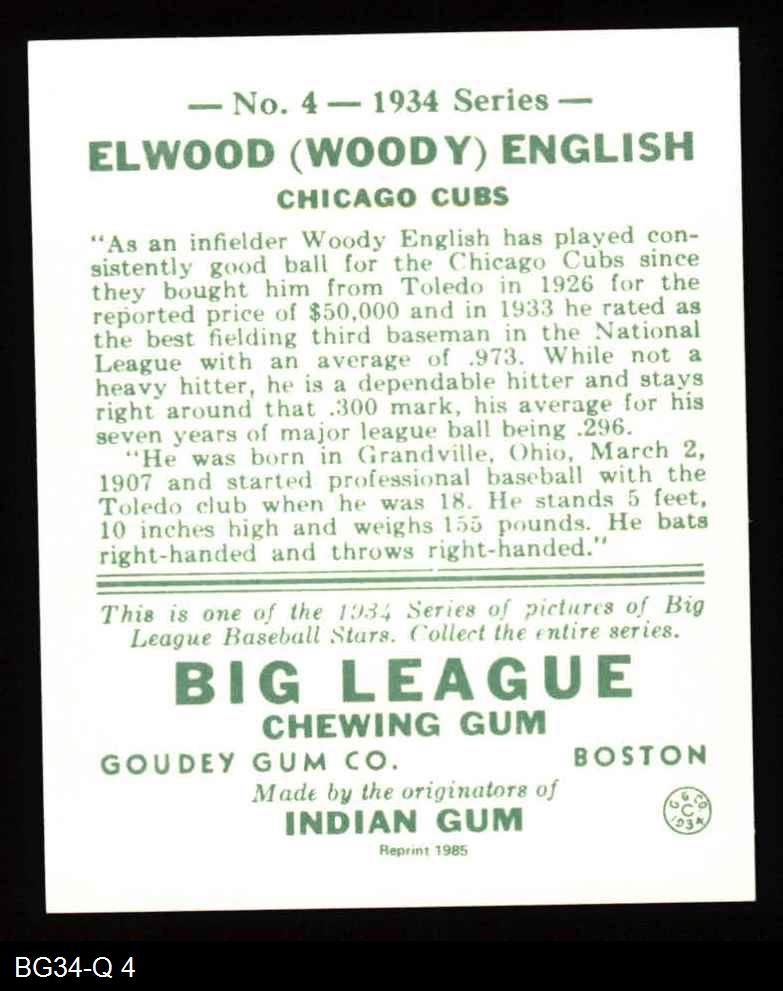 — No. 4 — 1934 Series —
ELWOOD (WOODY) ENGLISH
CHICAGO CUBS
"As an infielder Woody English has played con-
sistently good ball for the Chicago Cubs since
they bought him from Toledo in 1926 for the
reported price of $50,000 and in 1933 he rated as
the best fielding third baseman in the National
League with an average of .973. While not a
heavy hitter, he is a dependable hitter and stays
right around that .300 mark, his average for his
seven years of major league ball being .296.
"He was born in Grandville, Ohio, March 2,
1907 and started professional baseball with the
Toledo club when he was 18. He stands 5 feet,
10 inches high and weighs 155 pounds. He bats
right-handed and throws right-handed."
This is one of the 1934 Series of pictures of Big
League Baseball Stars. Collect the entire series.
BIG LEAGUE
CHEWING GUM
GOUDEY GUM CO. BOSTON
Made by the originators of
INDIAN GUM
G.G.CO.
C
1934
Reprint 1985
BG34-Q 4